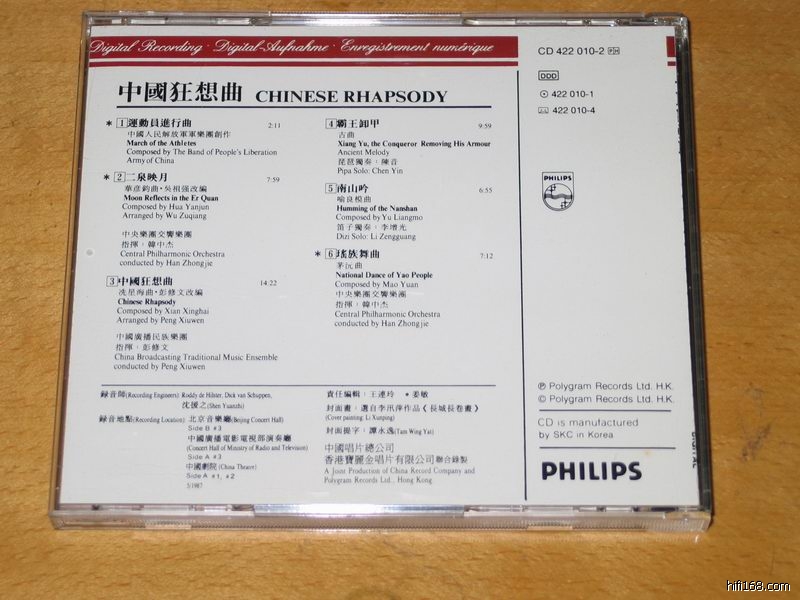 Digital Recording · Digital-Aufnahme · Enregistrement numérique
中國狂想曲 CHINESE RHAPSODY
* 1 運動員進行曲 2:11
中國人民解放軍軍樂團創作
March of the Athletes
Composed by The Band of People's Liberation
Army of China
* 2 二泉映月 7:59
華彦鈞曲·吳祖强改編
Moon Reflects in the Er Quan
Composed by Hua Yanjun
Arranged by Wu Zuqiang
中央樂團交響樂團
指揮：韓中杰
Central Philharmonic Orchestra
conducted by Han Zhongjie
3 中國狂想曲 14:22
冼星海曲·彭修文改編
Chinese Rhapsody
Composed by Xian Xinghai
Arranged by Peng Xiuwen
中國廣播民族樂團
指揮：彭修文
China Broadcasting Traditional Music Ensemble
conducted by Peng Xiuwen
4 霸王卸甲 9:59
古曲
Xiang Yu, the Conqueror Removing His Armour
Ancient Melody
琵琶獨奏：陳音
Pipa Solo: Chen Yin
5 南山吟 6:55
喻良模曲
Humming of the Nanshan
Composed by Yu Liangmo
笛子獨奏：李增光
Dizi Solo: Li Zengguang
* 6 瑤族舞曲 7:12
茅沅曲
National Dance of Yao People
Composed by Mao Yuan
中央樂團交響樂團
指揮：韓中杰
Central Philharmonic Orchestra
conducted by Han Zhongjie
錄音師(Recording Engineers) Roddy de Hilster, Dick van Schuppen,
沈援之(Shen Yuanzhi)
錄音地點(Recording Location) 北京音樂廳(Beijing Concert Hall)
Side B #3
中國廣播電影電視部演奏廳
(Concert Hall of Ministry of Radio and Television)
Side A #3
中國劇院 (China Theatre)
Side A #1, #2
5/1987
責任編輯：王連玲 • 姜敏
封面畫：選自李汛萍作品《長城長卷畫》
(Cover painting: Li Xunping)
封面提字：譚永逸(Tam Wing Yat)
中國唱片總公司
香港寶麗金唱片有限公司聯合錄製
A Joint Production of China Record Company and
Polygram Records Ltd., Hong Kong
CD 422 010-2
DDD
422 010-1
422 010-4
PHILIPS
Ⓟ Polygram Records Ltd. H.K.
© Polygram Records Ltd. H.K.
CD is manufactured
by SKC in Korea
PHILIPS
hifi168.com